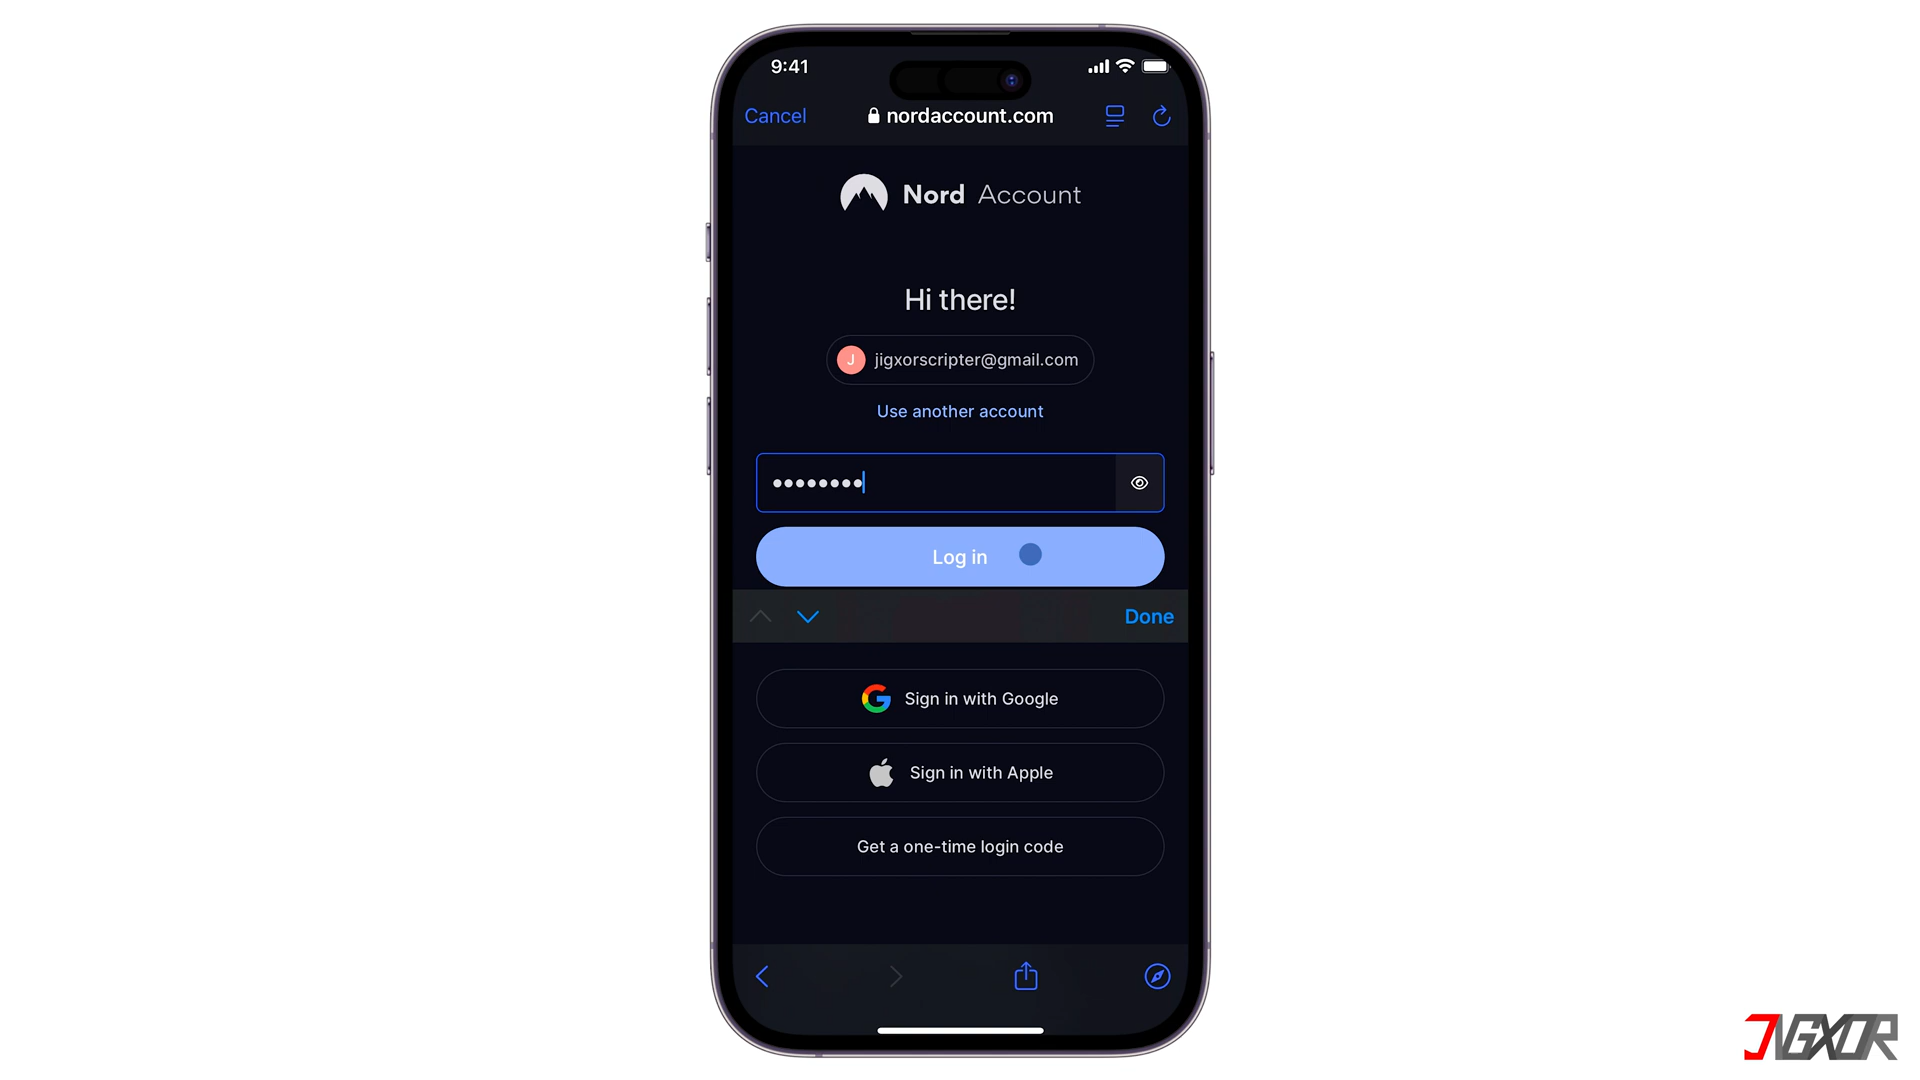 9:41
Cancel
nordaccount.com
Nord Account
Hi there!
J
jigxorscripter@gmail.com
Use another account
Log in
Done
Sign in with Google
Sign in with Apple
Get a one-time login code
JIGXOR